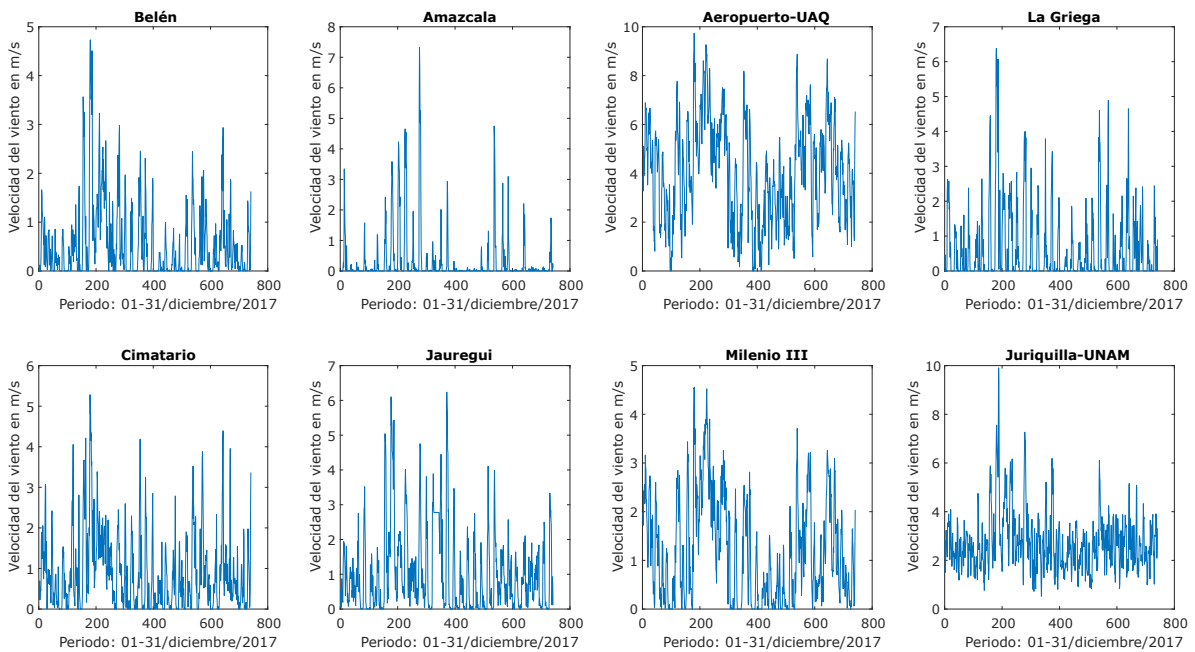 Belén
Velocidad del viento en m/s
5
4
3
2
1
0
0 200 400 600 800
Periodo: 01-31/diciembre/2017
Amazcala
Velocidad del viento en m/s
8
7
6
5
4
3
2
1
0
0 200 400 600 800
Periodo: 01-31/diciembre/2017
Aeropuerto-UAQ
Velocidad del viento en m/s
10
8
6
4
2
0
0 200 400 600 800
Periodo: 01-31/diciembre/2017
La Griega
Velocidad del viento en m/s
7
6
5
4
3
2
1
0
0 200 400 600 800
Periodo: 01-31/diciembre/2017
Cimatario
Velocidad del viento en m/s
6
5
4
3
2
1
0
0 200 400 600 800
Periodo: 01-31/diciembre/2017
Jauregui
Velocidad del viento en m/s
7
6
5
4
3
2
1
0
0 200 400 600 800
Periodo: 01-31/diciembre/2017
Milenio III
Velocidad del viento en m/s
5
4
3
2
1
0
0 200 400 600 800
Periodo: 01-31/diciembre/2017
Juriquilla-UNAM
Velocidad del viento en m/s
10
8
6
4
2
0
0 200 400 600 800
Periodo: 01-31/diciembre/2017